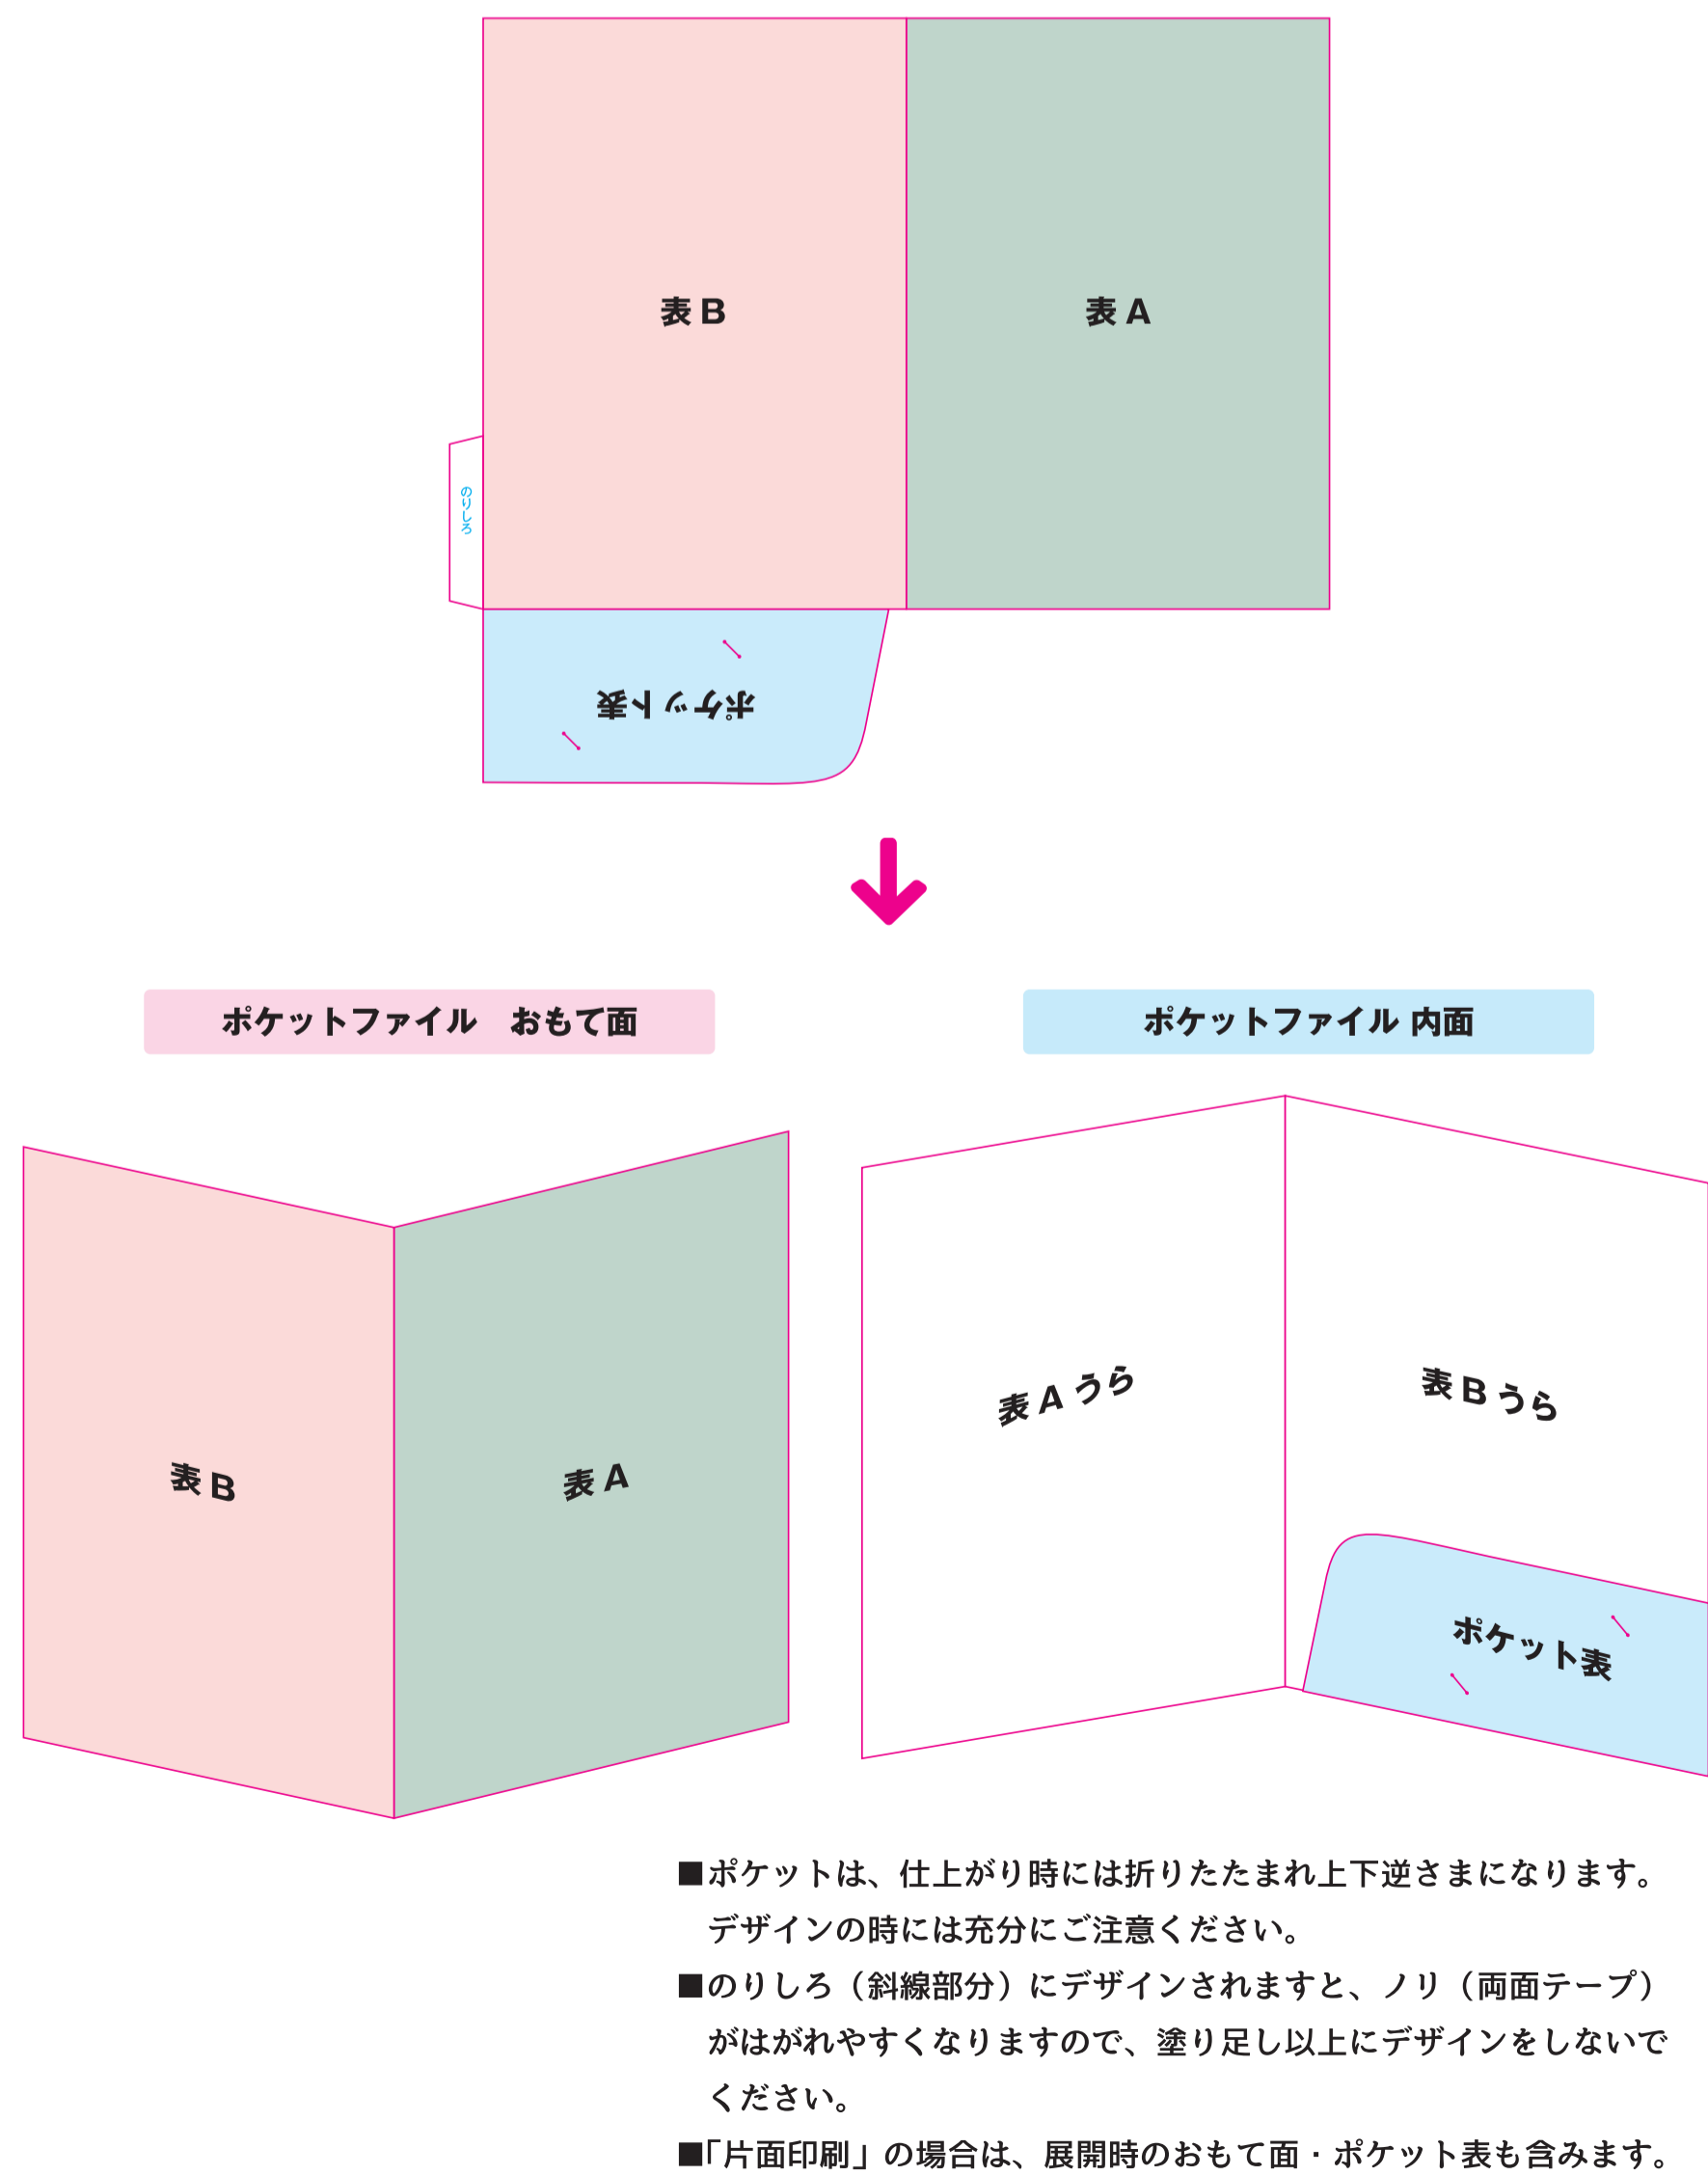 表 B
表 A
のりしろ
ポケット表
ポケットファイル　おもて面
ポケットファイル 内面
表 B
表 A
表 A うら
表 B うら
ポケット表
■ポケットは、仕上がり時には折りたたまれ上下逆さまになります。
デザインの時には充分にご注意ください。
■のりしろ（斜線部分）にデザインされますと、ノリ（両面テープ）
がはがれやすくなりますので、塗り足し以上にデザインをしないで
ください。
■「片面印刷」の場合は、展開時のおもて面・ポケット表も含みます。